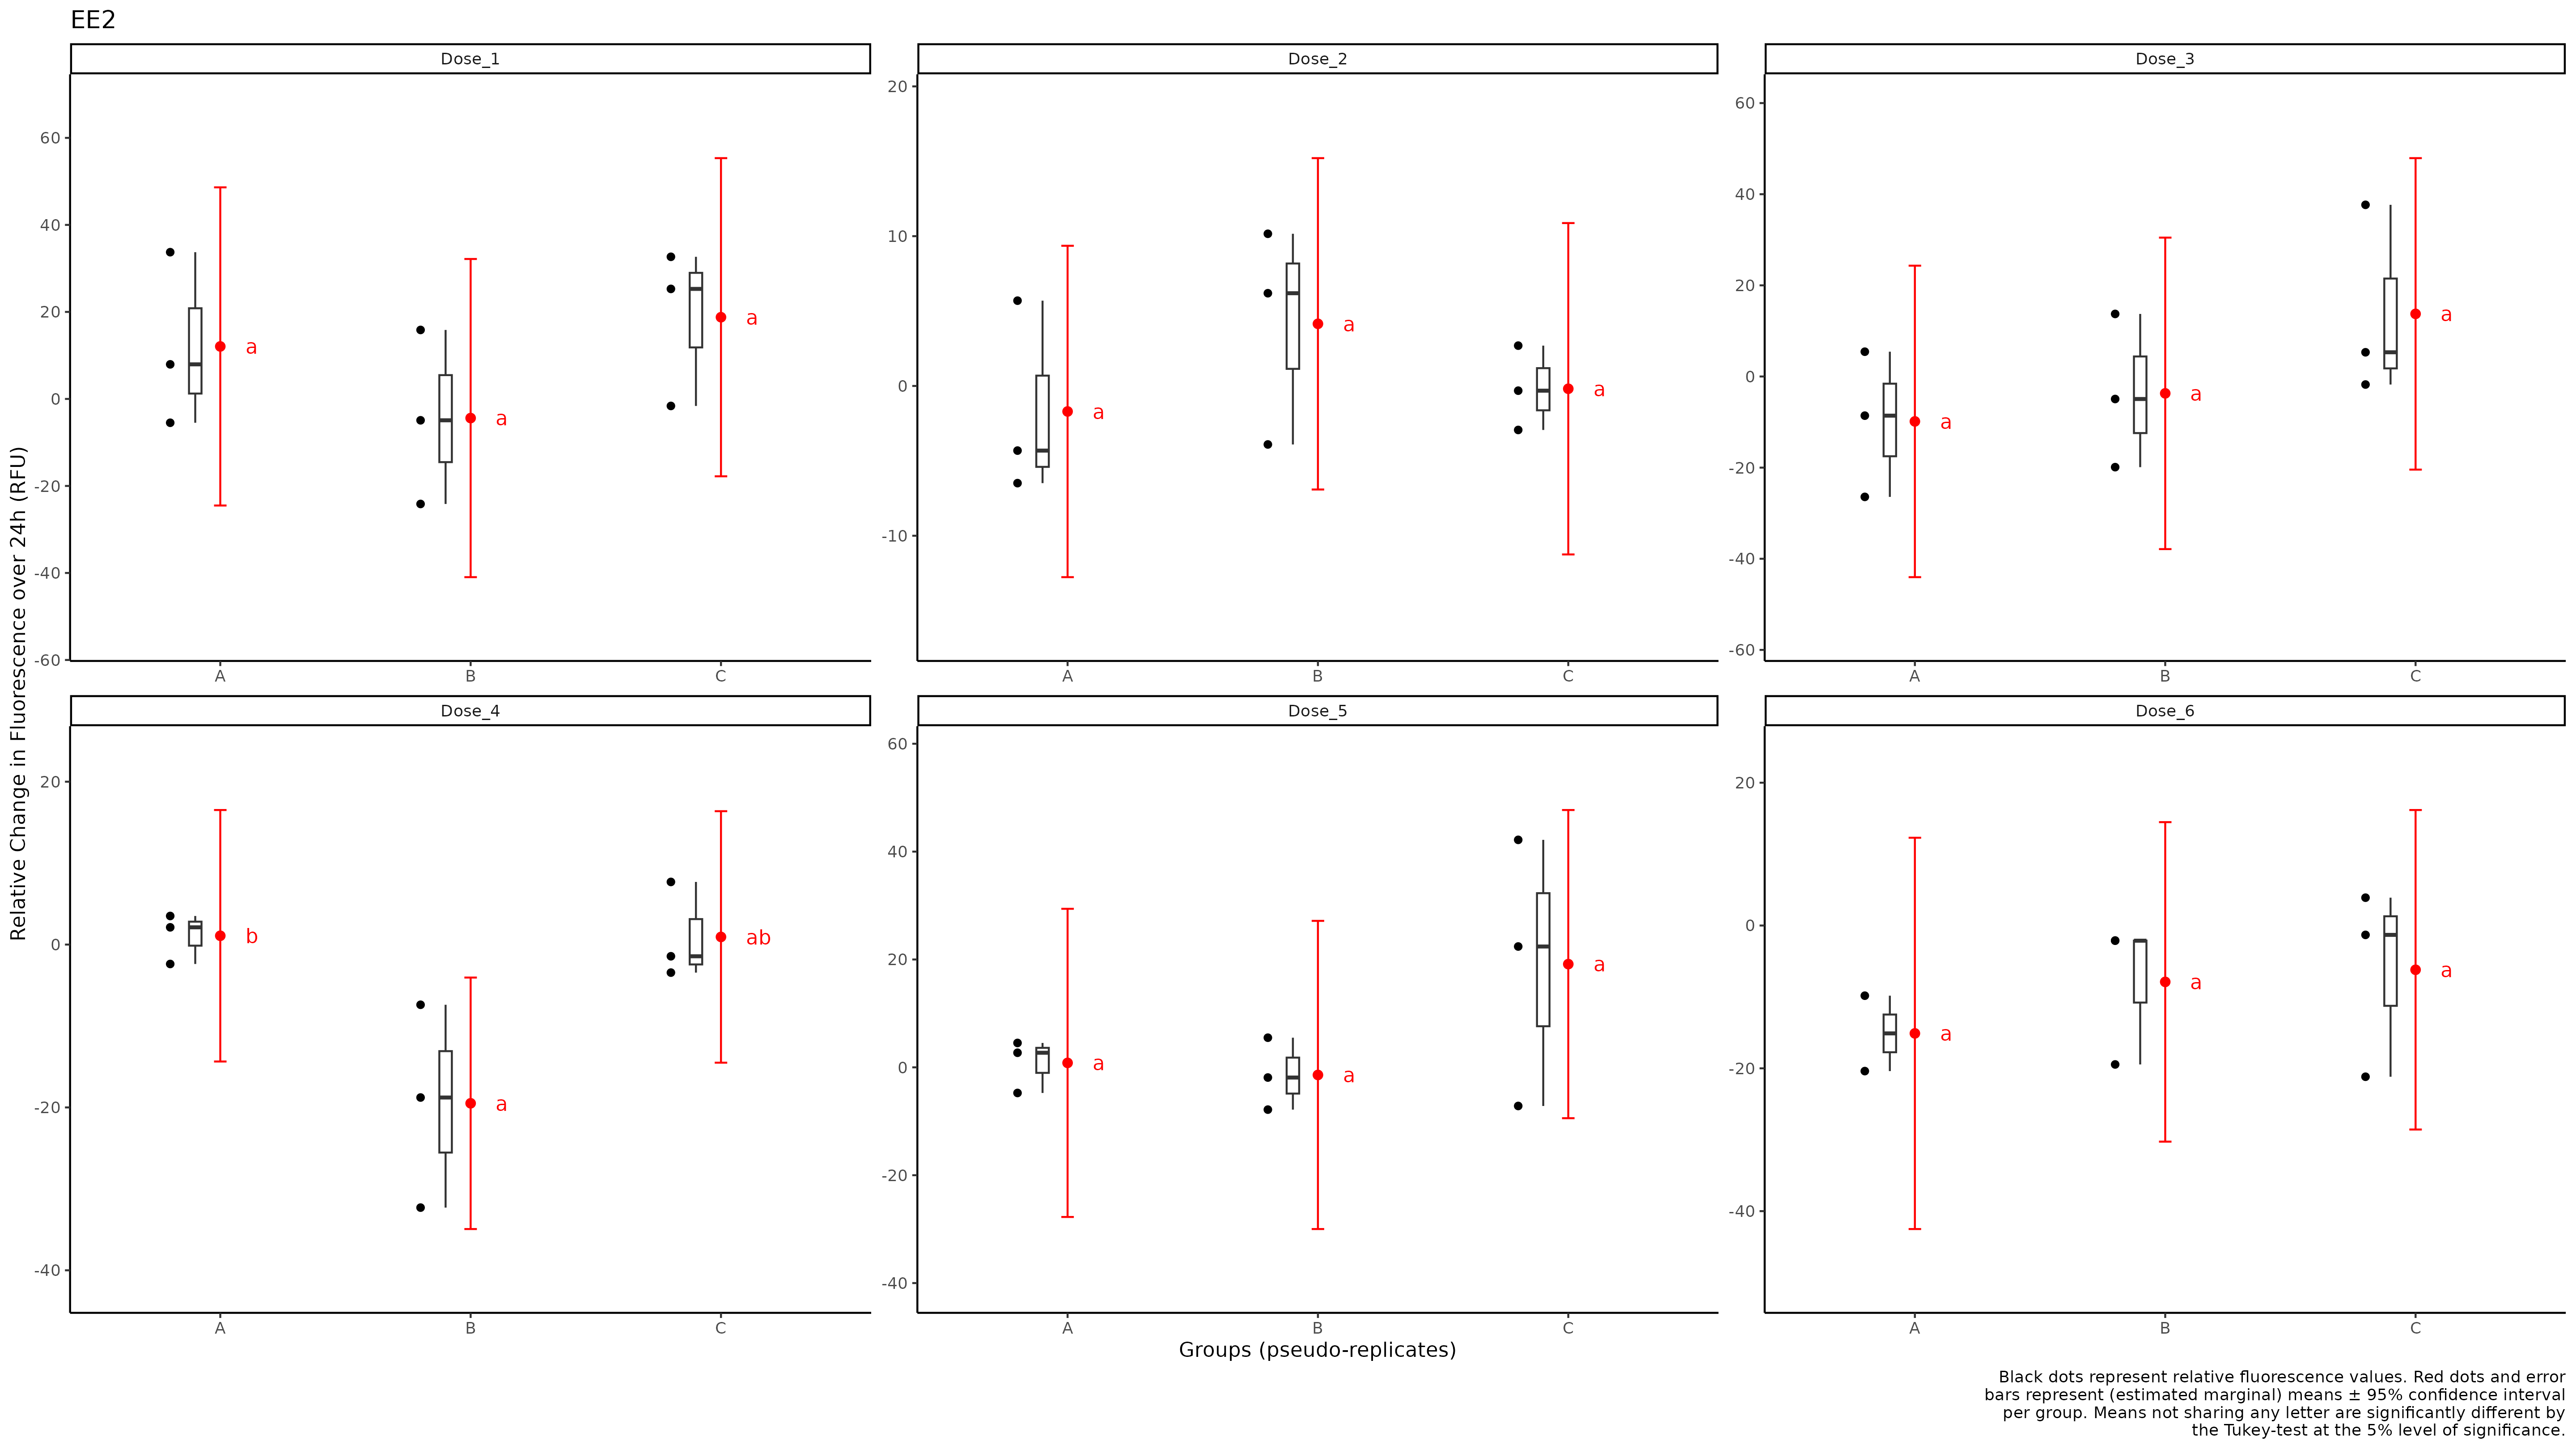 EE2
Relative Change in Fluorescence over 24h (RFU)
Dose_1
60
40
20
0
-20
-40
-60
a
a
a
A
B
C
Dose_2
20
10
0
-10
a
a
a
A
B
C
Dose_3
60
40
20
0
-20
-40
-60
a
a
a
A
B
C
Dose_4
20
0
-20
-40
b
a
ab
A
B
C
Dose_5
60
40
20
0
-20
-40
a
a
a
A
B
C
Dose_6
20
0
-20
-40
a
a
a
A
B
C
Groups (pseudo-replicates)
Black dots represent relative fluorescence values. Red dots and error
bars represent (estimated marginal) means ± 95% confidence interval
per group. Means not sharing any letter are significantly different by
the Tukey-test at the 5% level of significance.